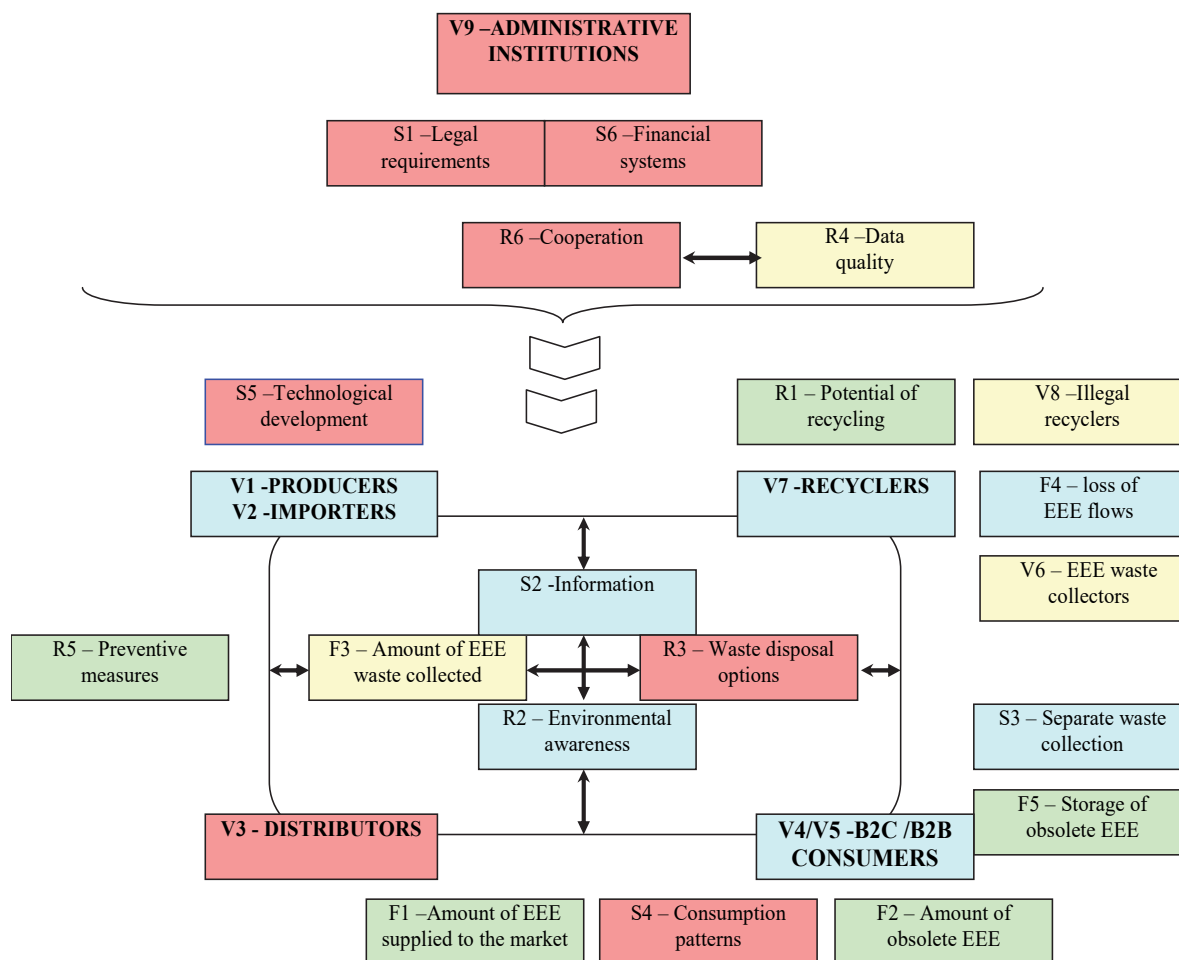 V9 –ADMINISTRATIVE
INSTITUTIONS
S1 –Legal
requirements
S6 –Financial
systems
R6 –Cooperation
R4 –Data
quality
S5 –Technological
development
R1 – Potential of
recycling
V8 –Illegal
recyclers
V1 -PRODUCERS
V2 -IMPORTERS
V7 -RECYCLERS
F4 – loss of
EEE flows
S2 -Information
V6 – EEE waste
collectors
R5 – Preventive
measures
F3 – Amount of EEE
waste collected
R3 – Waste disposal
options
R2 – Environmental
awareness
S3 – Separate waste
collection
V3 - DISTRIBUTORS
V4/V5 -B2C /B2B
CONSUMERS
F5 – Storage of
obsolete EEE
F1 –Amount of EEE
supplied to the market
S4 – Consumption
patterns
F2 – Amount of
obsolete EEE